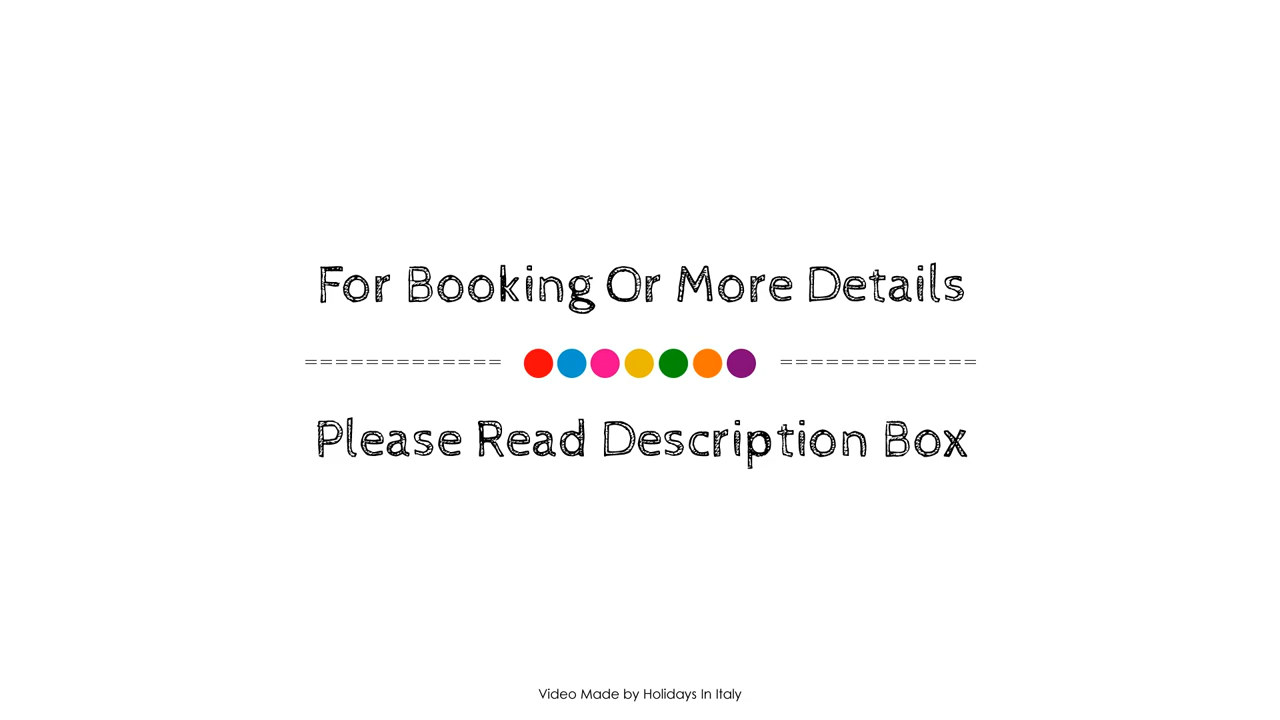 For Booking Or More Details
============= =============
Please Read Description Box
Video Made by Holidays In Italy